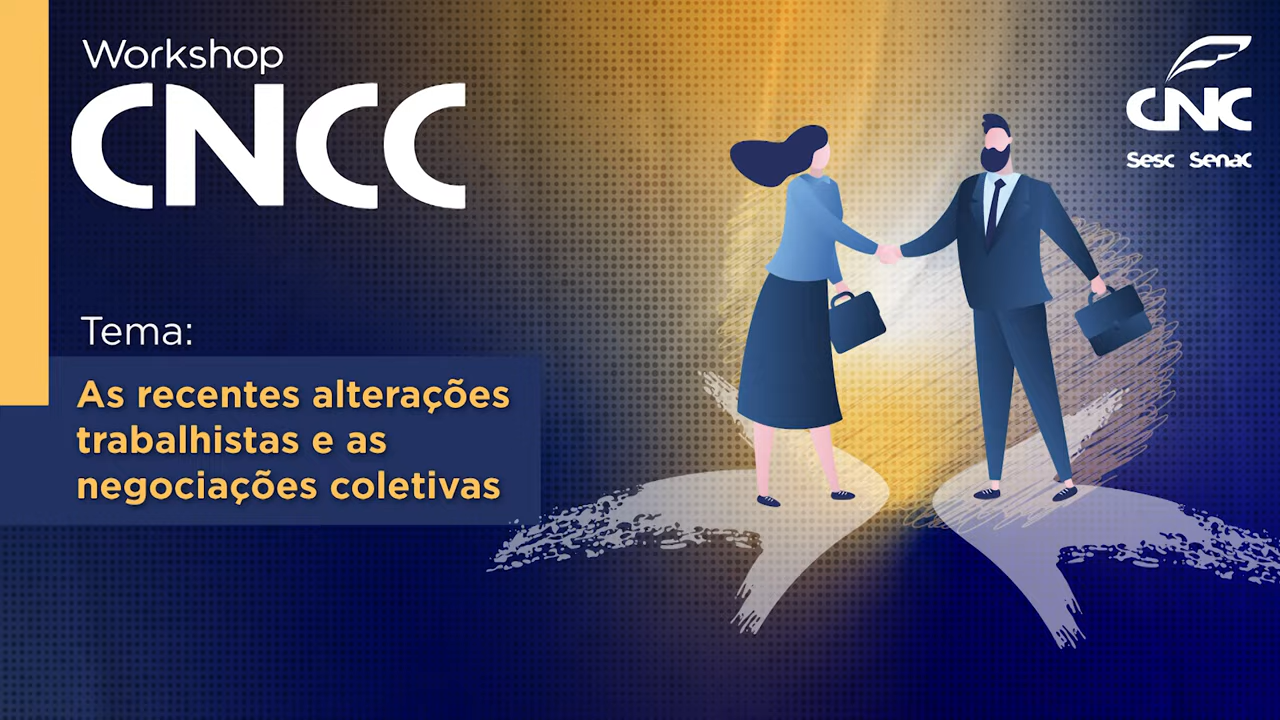 Workshop
CNCC
CNC
Sesc Senac
Tema:
As recentes alterações
trabalhistas e as
negociações coletivas